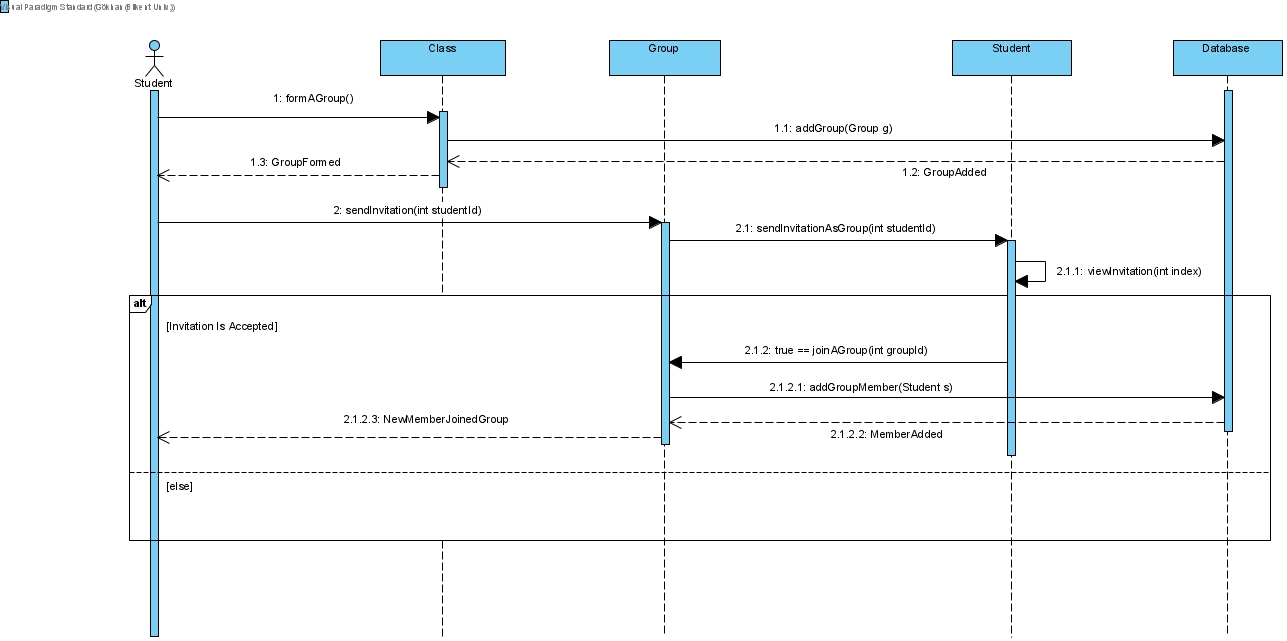 Visual Paradigm Standard (Gökhan (Bilkent Univ.))
Class
Group
Student
Database
Student
1: formAGroup()
1.1: addGroup(Group g)
1.3: GroupFormed
1.2: GroupAdded
2: sendInvitation(int studentId)
2.1: sendInvitationAsGroup(int studentId)
2.1.1: viewInvitation(int index)
alt
[Invitation Is Accepted]
2.1.2: true == joinAGroup(int groupId)
2.1.2.1: addGroupMember(Student s)
2.1.2.3: NewMemberJoinedGroup
2.1.2.2: MemberAdded
[else]